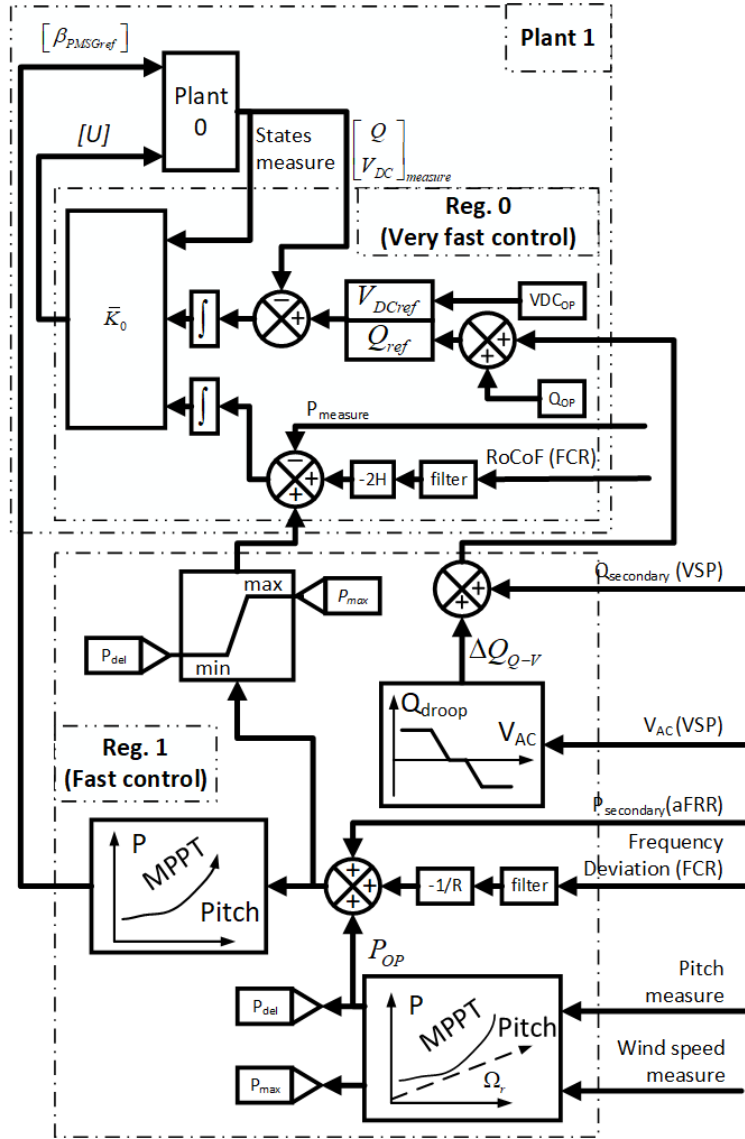 [β_PMSGref]
Plant 1
Plant
0
[U]
States
measure
[Q
V_DC]_measure
Reg. 0
(Very fast control)
K̄_0
∫
−
+
V_DCref
Q_ref
VDC_OP
+
+
Q_OP
∫
P_measure
−
+
+
-2H
filter
RoCoF (FCR)
max
min
P_max
P_del
+
+
Q_secondary (VSP)
ΔQ_Q−V
Q_droop
V_AC
V_AC (VSP)
Reg. 1
(Fast control)
P_secondary(aFRR)
Frequency
Deviation (FCR)
P
MPPT
Pitch
+
+
+
-1/R
filter
P_OP
P_del
P_max
P
MPPT
Pitch
Ω_r
Pitch
measure
Wind speed
measure